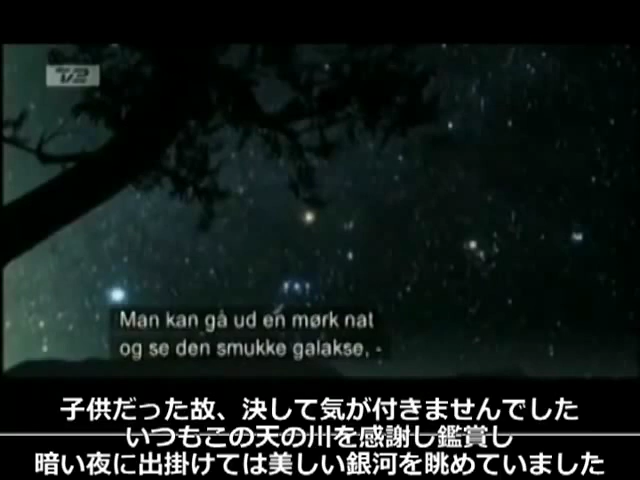 TV2
Man kan gå ud en mørk nat
og se den smukke galakse, -
子供だった故、決して気が付きませんでした
いつもこの天の川を感謝し鑑賞し
暗い夜に出掛けては美しい銀河を眺めていました